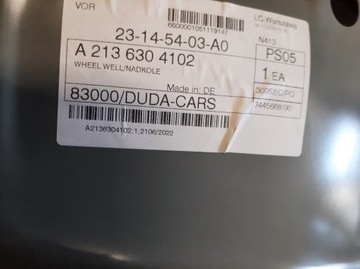 VOR
LC Warszawa
23-14-54-03-A0
6600001051119147
N413
A 213 630 4102
PS05
WHEEL WELL/NADKOLE
1 EA
Made in: DE
83000/DUDA-CARS
A2136304102.1:2106/2022